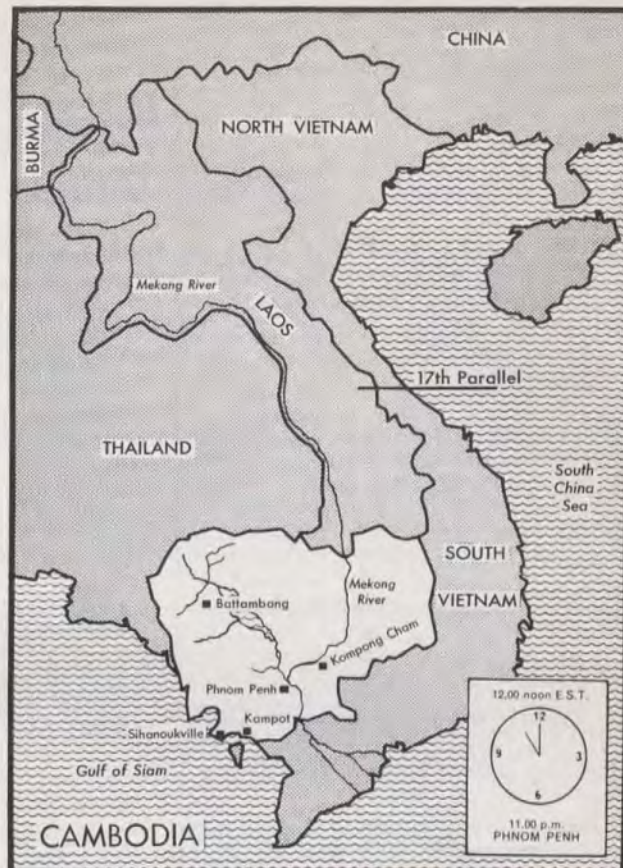 CHINA
NORTH VIETNAM
BURMA
Mekong River
LAOS
17th Parallel
THAILAND
South
China
Sea
SOUTH
VIETNAM
Mekong
River
Battambang
Kompong Cham
Phnom Penh
Kampot
Sihanoukville
Gulf of Siam
CAMBODIA
12.00 noon E.S.T.
12
9
3
6
11.00 p.m.
PHNOM PENH